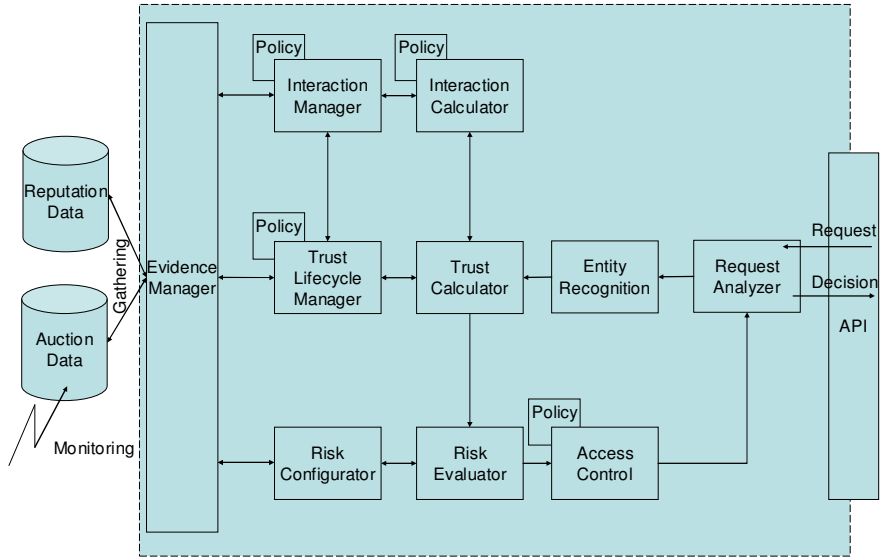 Policy
Policy
Interaction
Manager
Interaction
Calculator
Reputation
Data
Gathering
Evidence
Manager
Policy
Trust
Lifecycle
Manager
Trust
Calculator
Entity
Recognition
Request
Analyzer
Request
Decision
API
Auction
Data
Monitoring
Risk
Configurator
Risk
Evaluator
Policy
Access
Control